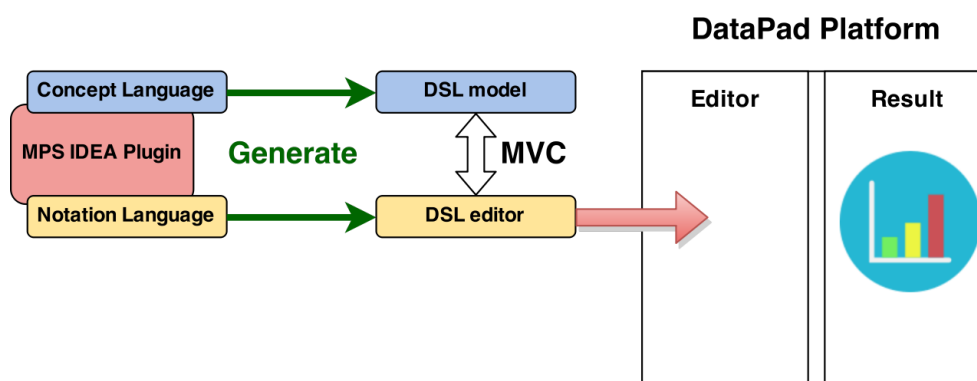 DataPad Platform
Concept Language
DSL model
Editor
Result
MPS IDEA Plugin
Generate
MVC
Notation Language
DSL editor